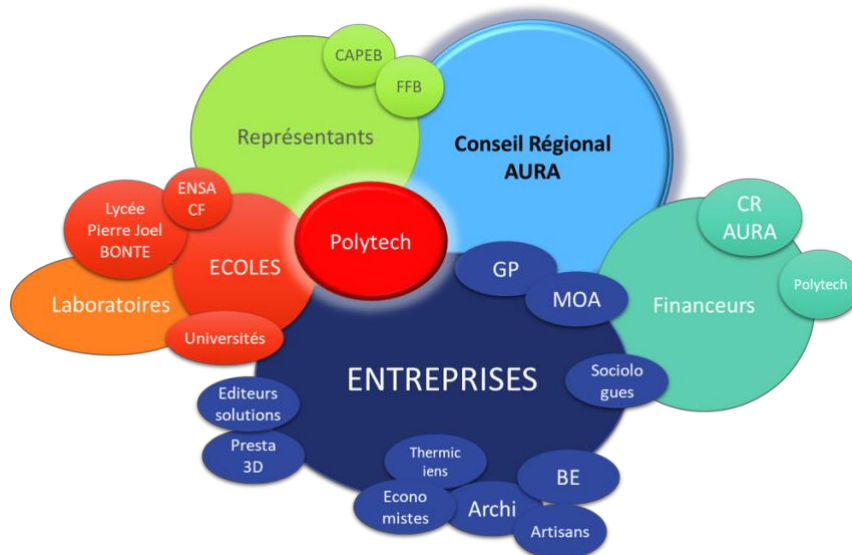 CAPEB
FFB
Représentants
Conseil Régional
AURA
ENSA
CF
Lycée
Pierre Joel
BONTE
Polytech
CR
AURA
ECOLES
GP
Polytech
Laboratoires
MOA
Financeurs
Universités
ENTREPRISES
Sociolo
gues
Editeurs
solutions
Presta
3D
Thermic
iens
BE
Econo
mistes
Archi
Artisans